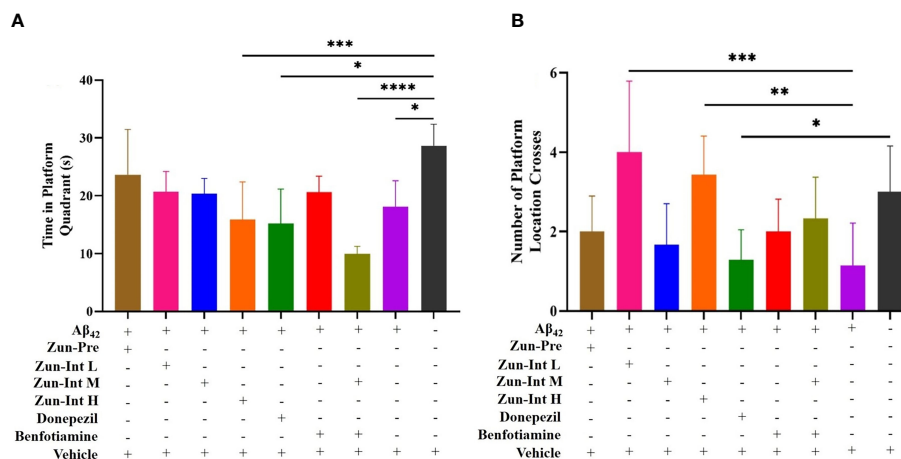 A
***
*
****
*
40
30
20
10
0
Time in Platform
Quadrant (s)
Aβ₄₂ + + + + + + + + -
Zun-Pre + - - - - - - - -
Zun-Int L - + - - - - - - -
Zun-Int M - - + - - - + - -
Zun-Int H - - - + - - - - -
Donepezil - - - - + - - - -
Benfotiamine - - - - - + + - -
Vehicle + + + + + + + + +
B
***
**
*
6
4
2
0
Number of Platform
Location Crosses
Aβ₄₂ + + + + + + + + -
Zun-Pre + - - - - - - - -
Zun-Int L - + - - - - - - -
Zun-Int M - - + - - - + - -
Zun-Int H - - - + - - - - -
Donepezil - - - - + - - - -
Benfotiamine - - - - - + + - -
Vehicle + + + + + + + + +